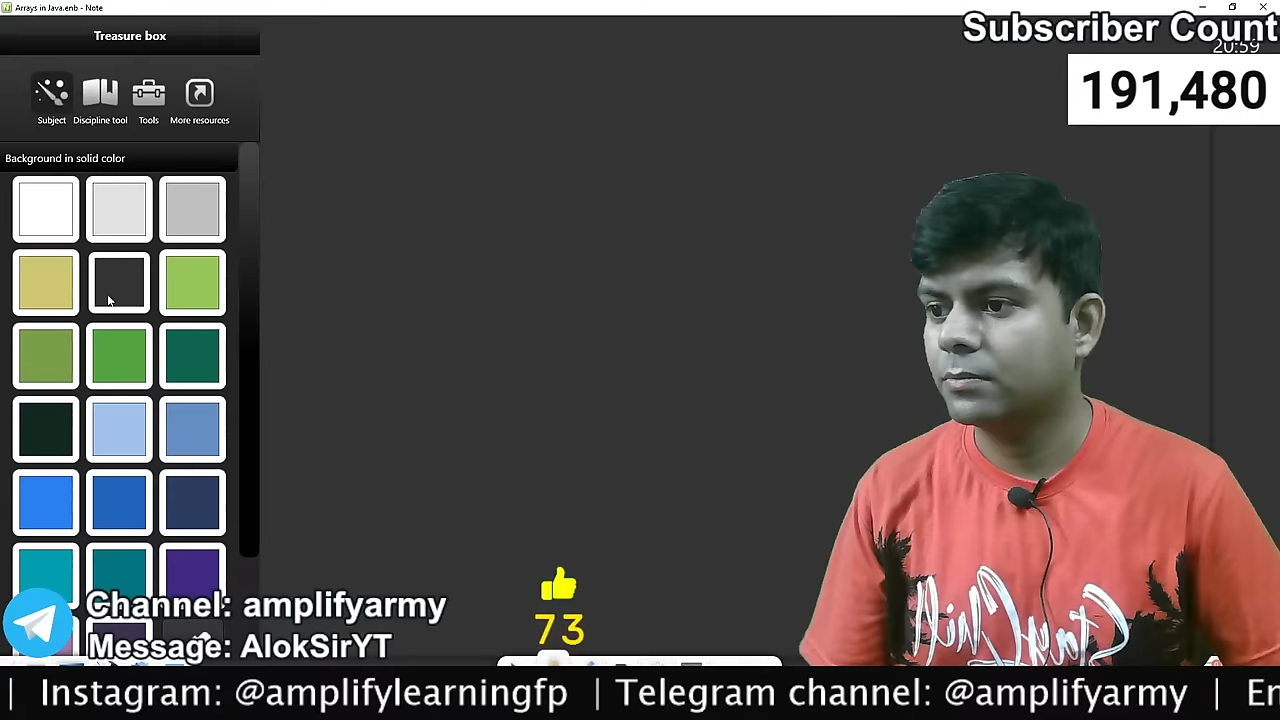 Arrays in Java.enb - Note
Treasure box
Subscriber Count
20:59
191,480
Subject
Discipline tool
Tools
More resources
Background in solid color
73
Channel: amplifyarmy
Message: AlokSirYT
| Instagram: @amplifylearningfp | Telegram channel: @amplifyarmy | En